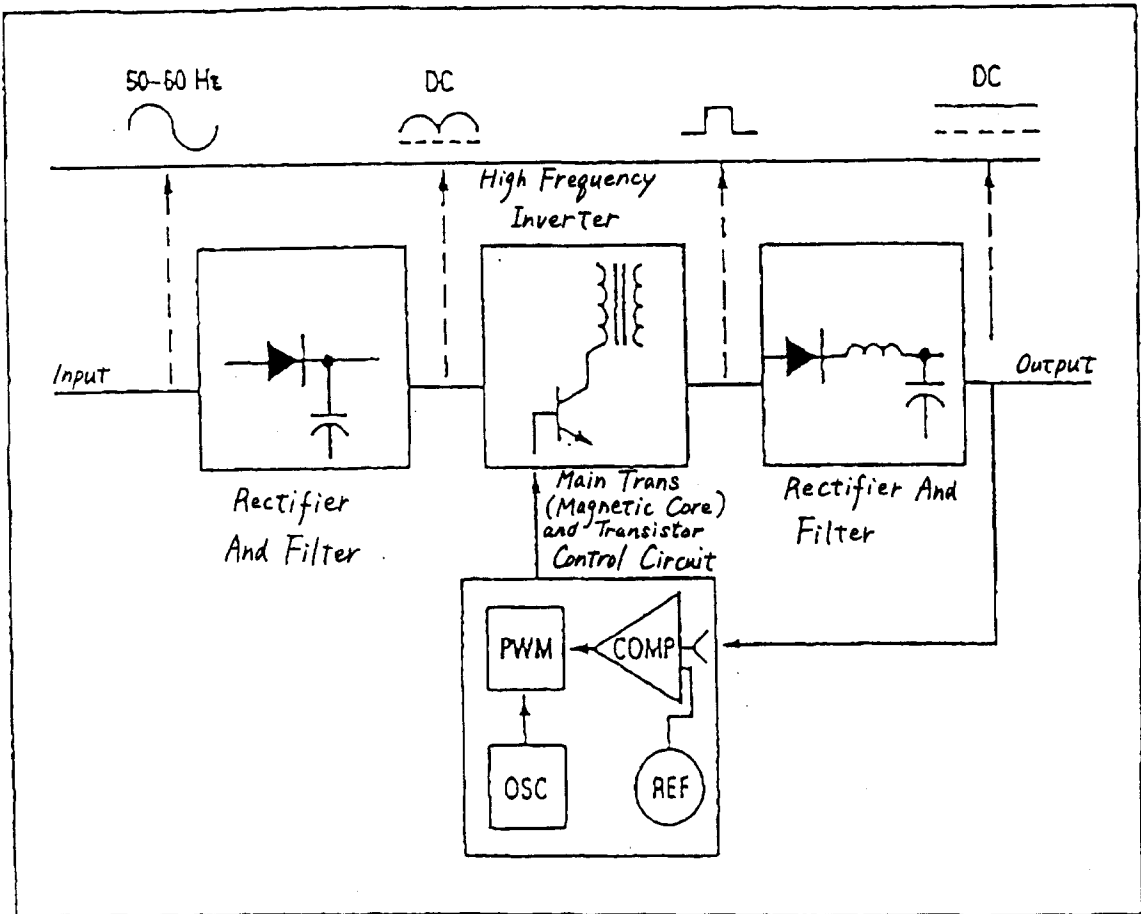 50-60 Hz
DC
DC
High Frequency
Inverter
Input
Output
Rectifier
And Filter
Main Trans
(Magnetic Core)
and Transistor
Rectifier And
Filter
Control Circuit
PWM
COMP
OSC
REF